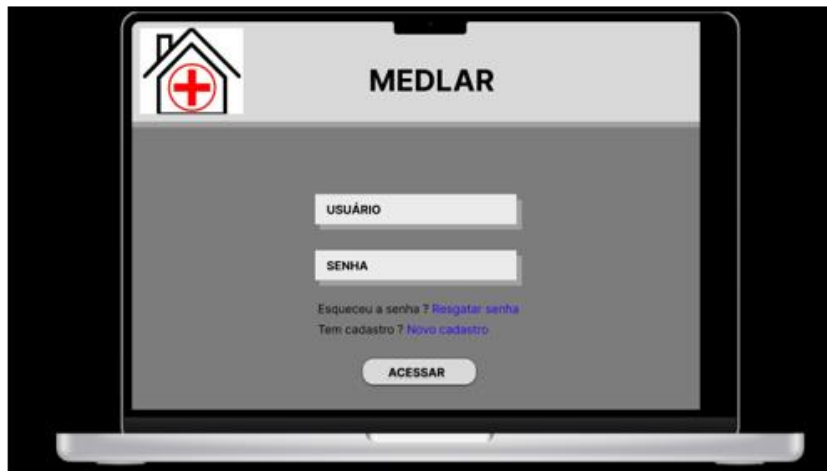 MEDLAR
USUÁRIO
SENHA
Esqueceu a senha ? Resgatar senha
Tem cadastro ? Novo cadastro
ACESSAR